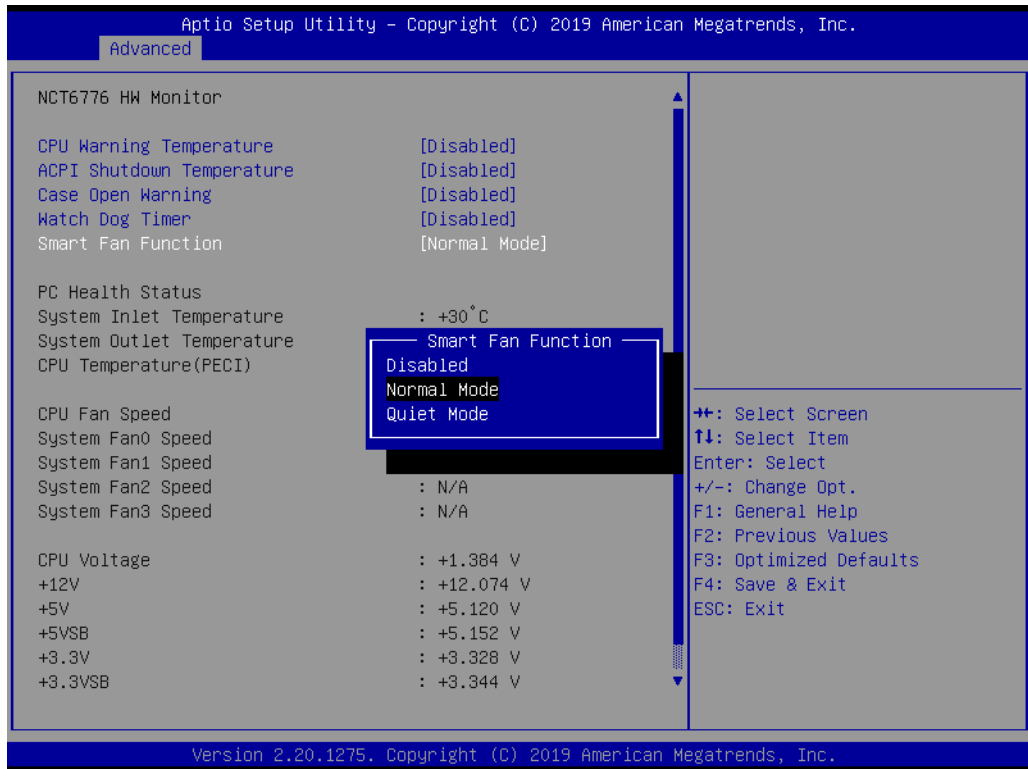 Aptio Setup Utility – Copyright (C) 2019 American Megatrends, Inc.
Advanced
NCT6776 HW Monitor
CPU Warning Temperature [Disabled]
ACPI Shutdown Temperature [Disabled]
Case Open Warning [Disabled]
Watch Dog Timer [Disabled]
Smart Fan Function [Normal Mode]
PC Health Status
System Inlet Temperature : +30°C
System Outlet Temperature
CPU Temperature(PECI)
Smart Fan Function
Disabled
Normal Mode
Quiet Mode
CPU Fan Speed
System Fan0 Speed
System Fan1 Speed
System Fan2 Speed : N/A
System Fan3 Speed : N/A
CPU Voltage : +1.384 V
+12V : +12.074 V
+5V : +5.120 V
+5VSB : +5.152 V
+3.3V : +3.328 V
+3.3VSB : +3.344 V
→←: Select Screen
↑↓: Select Item
Enter: Select
+/-: Change Opt.
F1: General Help
F2: Previous Values
F3: Optimized Defaults
F4: Save & Exit
ESC: Exit
Version 2.20.1275. Copyright (C) 2019 American Megatrends, Inc.